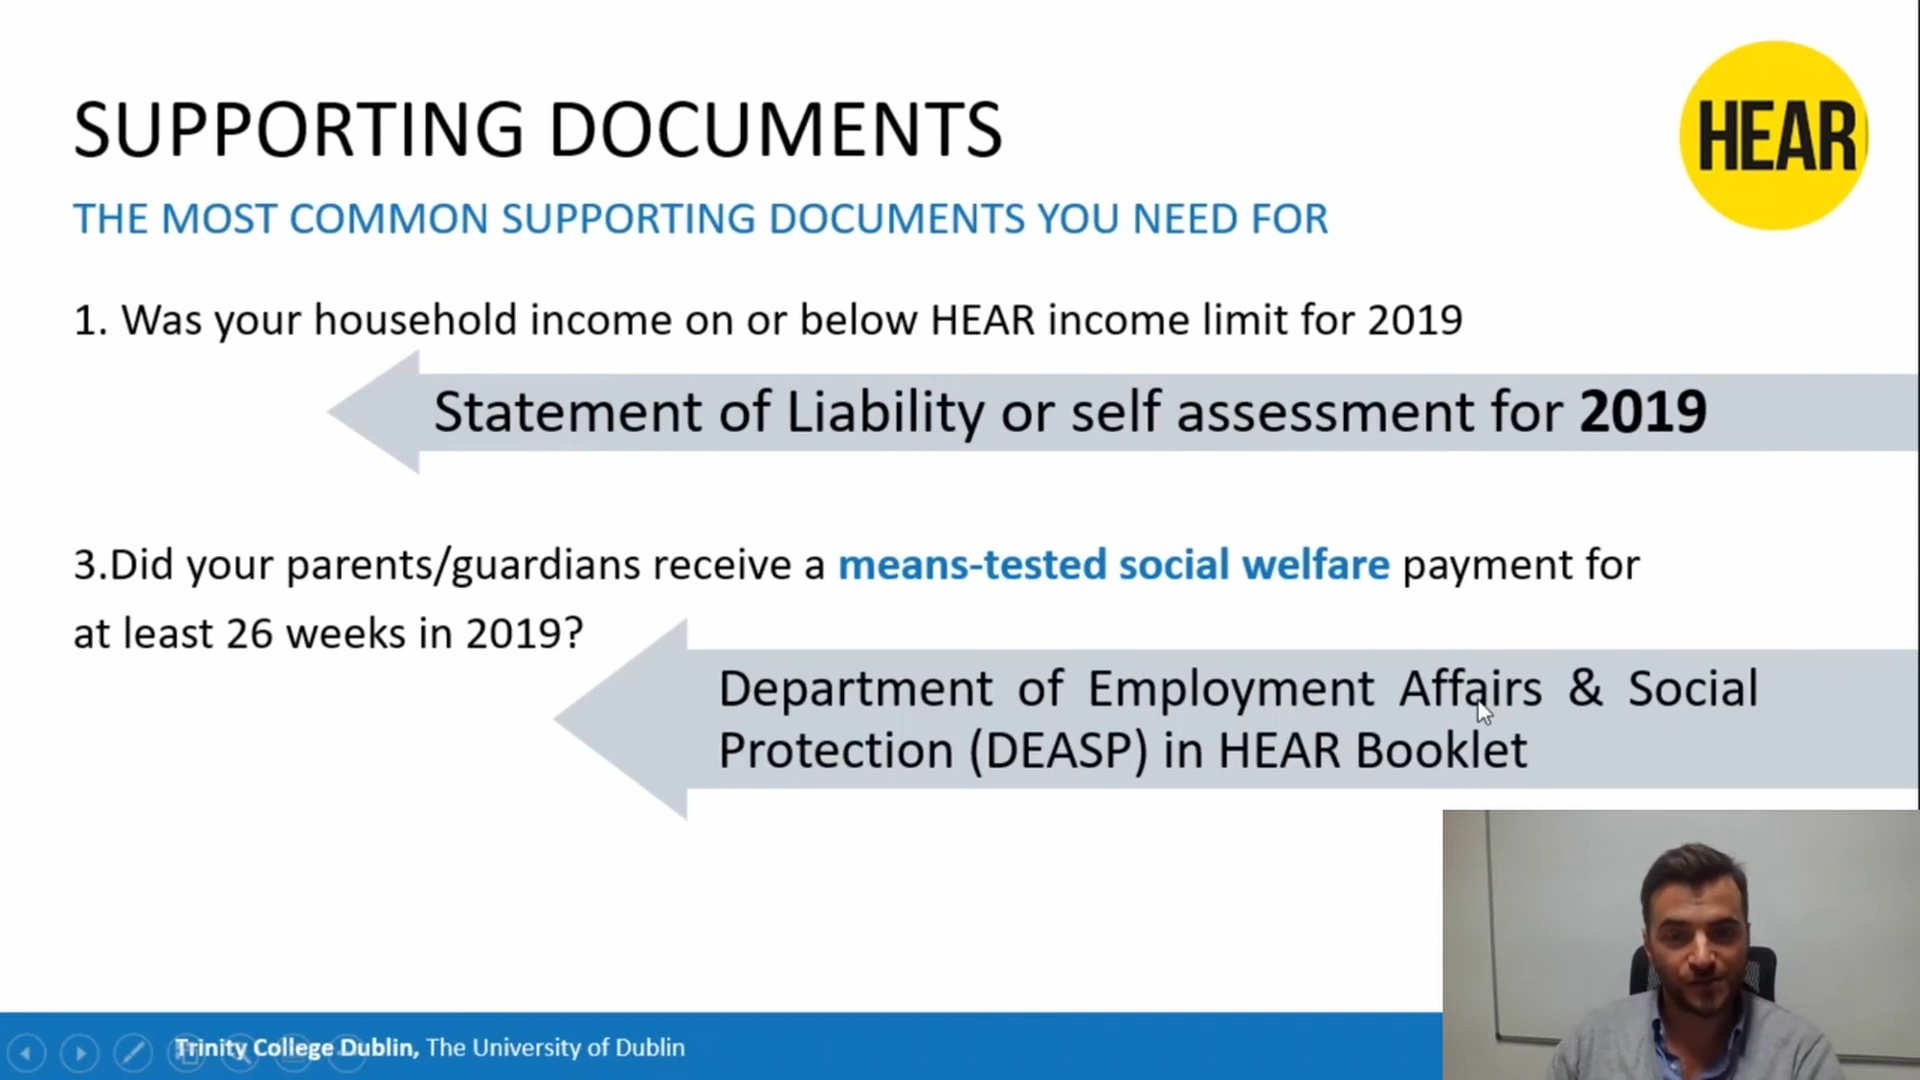 SUPPORTING DOCUMENTS
HEAR
THE MOST COMMON SUPPORTING DOCUMENTS YOU NEED FOR
1. Was your household income on or below HEAR income limit for 2019
Statement of Liability or self assessment for 2019
3.Did your parents/guardians receive a means-tested social welfare payment for
at least 26 weeks in 2019?
Department of Employment Affairs & Social
Protection (DEASP) in HEAR Booklet
Trinity College Dublin, The University of Dublin